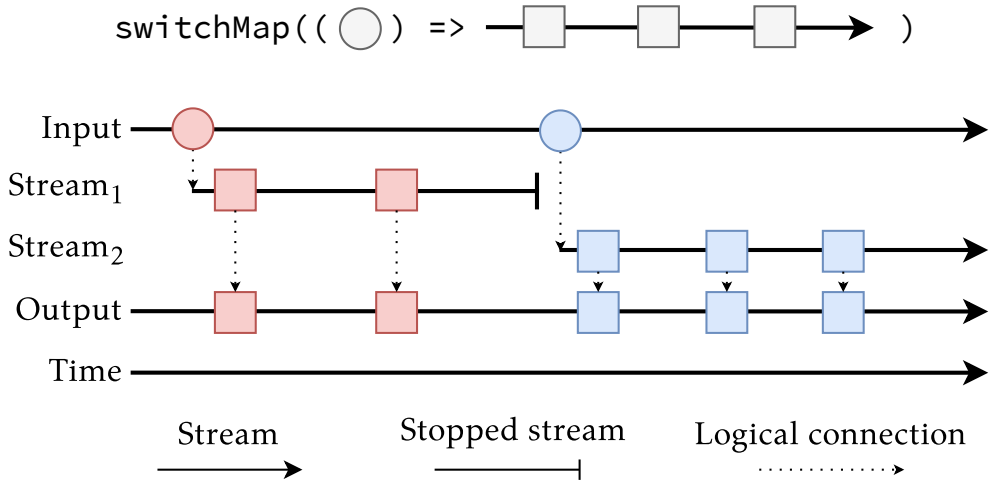 switchMap(( ) => )
Input
Stream₁
Stream₂
Output
Time
Stream
Stopped stream
Logical connection